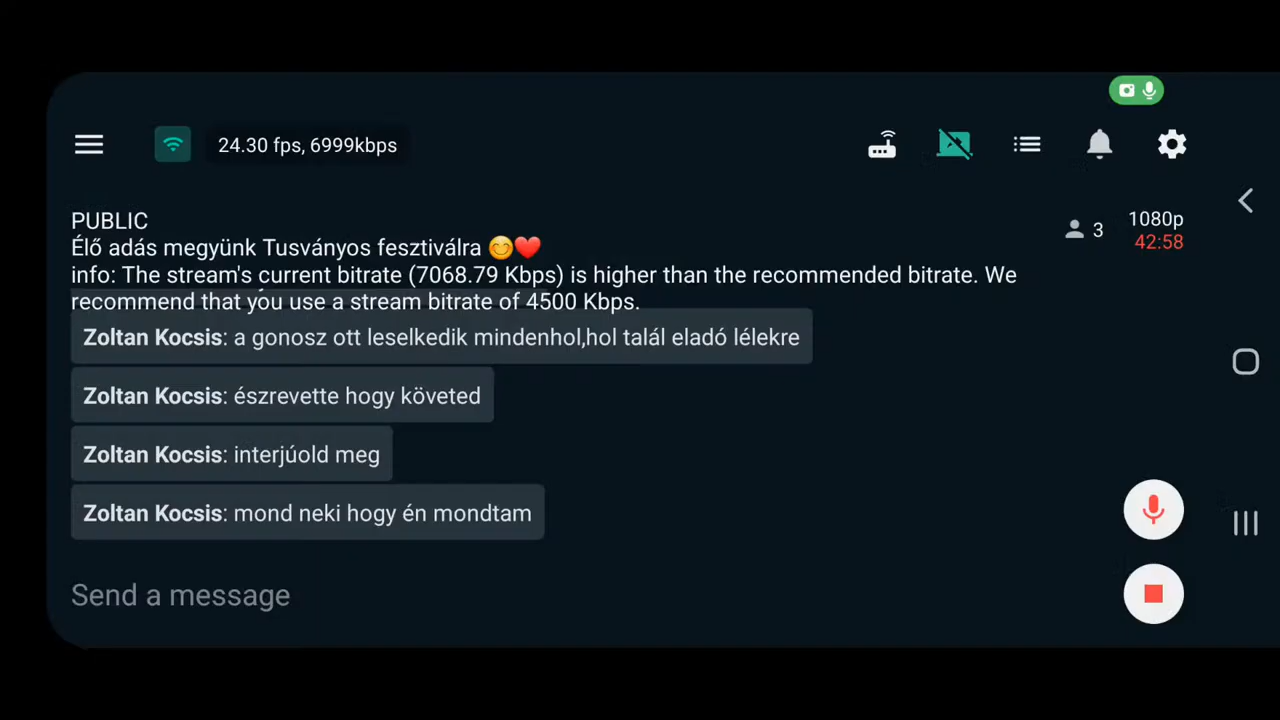 24.30 fps, 6999kbps
PUBLIC
Élő adás megyünk Tusványos fesztiválra 😊❤️
info: The stream's current bitrate (7068.79 Kbps) is higher than the recommended bitrate. We
recommend that you use a stream bitrate of 4500 Kbps.
3
1080p
42:58
Zoltan Kocsis: a gonosz ott leselkedik mindenhol,hol talál eladó lélekre
Zoltan Kocsis: észrevette hogy követed
Zoltan Kocsis: interjúold meg
Zoltan Kocsis: mond neki hogy én mondtam
Send a message